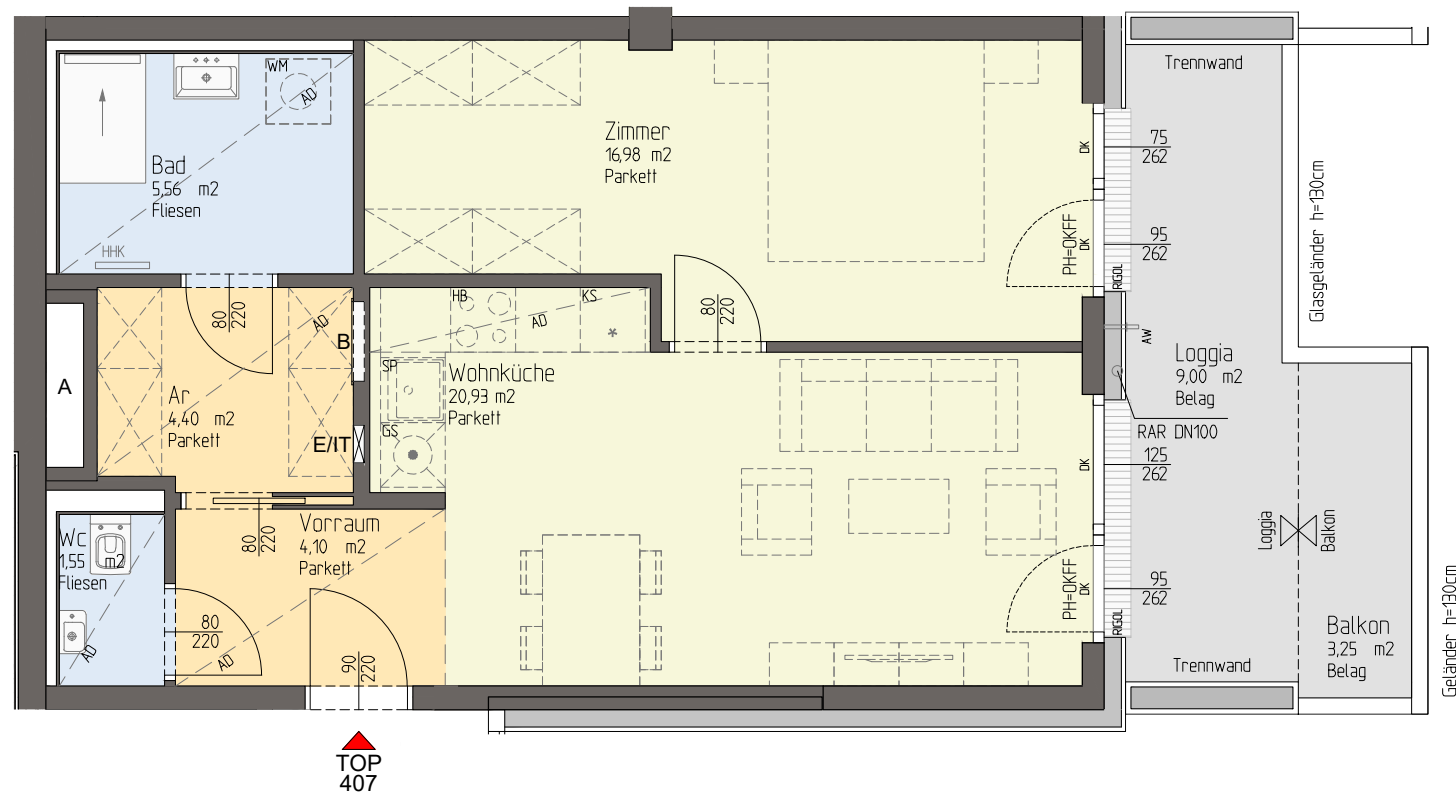 WM
AD
Bad
5,56 m2
Fliesen
HHK
Zimmer
16,98 m2
Parkett
DK
75
262
DK
95
262
PH=OKFF
RIGOL
Trennwand
Glasgeländer h=130cm
80
220
AD
B
A
Ar
4,40 m2
Parkett
E/IT
HB
KS
AD
*
SP
GS
Wohnküche
20,93 m2
Parkett
80
220
AW
Loggia
9,00 m2
Belag
RAR DN100
DK
125
262
DK
95
262
PH=OKFF
RIGOL
Loggia
Balkon
Trennwand
Balkon
3,25 m2
Belag
Geländer h=130cm
Wc
1,55 m2
Fliesen
AD
80
220
Vorraum
4,10 m2
Parkett
80
220
AD
90
220
TOP
407